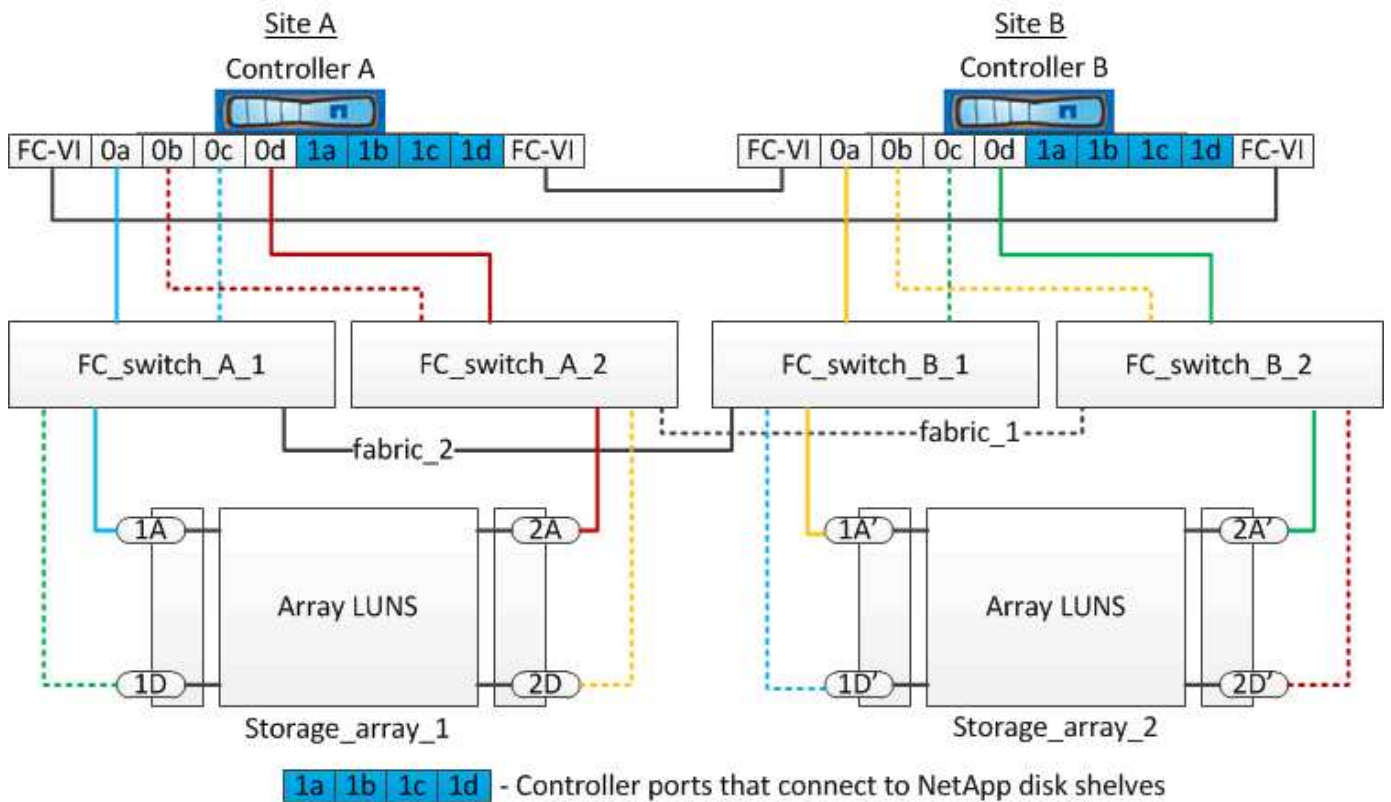 Site A Site B
Controller A Controller B
FC-VI 0a 0b 0c 0d 1a 1b 1c 1d FC-VI FC-VI 0a 0b 0c 0d 1a 1b 1c 1d FC-VI
FC_switch_A_1 FC_switch_A_2 FC_switch_B_1 FC_switch_B_2
fabric_1
fabric_2
1A 2A 1A’ 2A’
Array LUNS Array LUNS
1D 2D 1D’ 2D’
Storage_array_1 Storage_array_2
1a 1b 1c 1d - Controller ports that connect to NetApp disk shelves